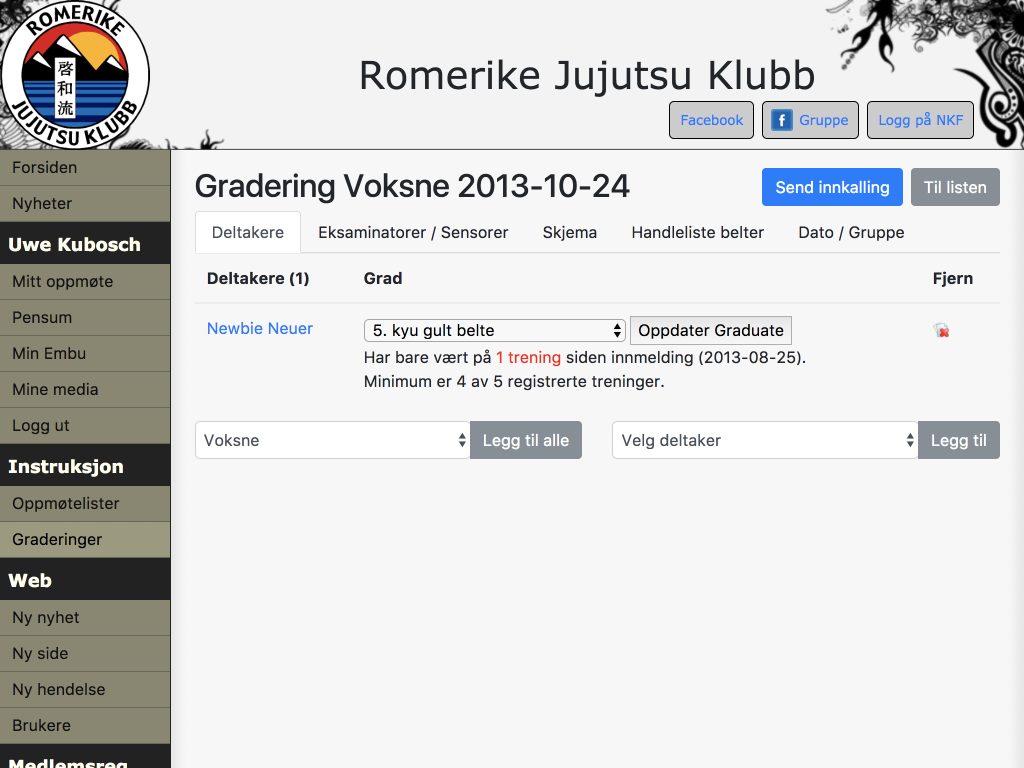 ROMERIKE
啓
和
流
JUJUTSU KLUBB
Romerike Jujutsu Klubb
Facebook
Gruppe
Logg på NKF
Forsiden
Nyheter
Uwe Kubosch
Mitt oppmøte
Pensum
Min Embu
Mine media
Logg ut
Instruksjon
Oppmøtelister
Graderinger
Web
Ny nyhet
Ny side
Ny hendelse
Brukere
Medlemsreg
Gradering Voksne 2013-10-24
Send innkalling
Til listen
Deltakere
Eksaminatorer / Sensorer
Skjema
Handleliste belter
Dato / Gruppe
Deltakere (1)
Grad
Fjern
Newbie Neuer
5. kyu gult belte
Oppdater Graduate
Har bare vært på 1 trening siden innmelding (2013-08-25).
Minimum er 4 av 5 registrerte treninger.
Voksne
Legg til alle
Velg deltaker
Legg til